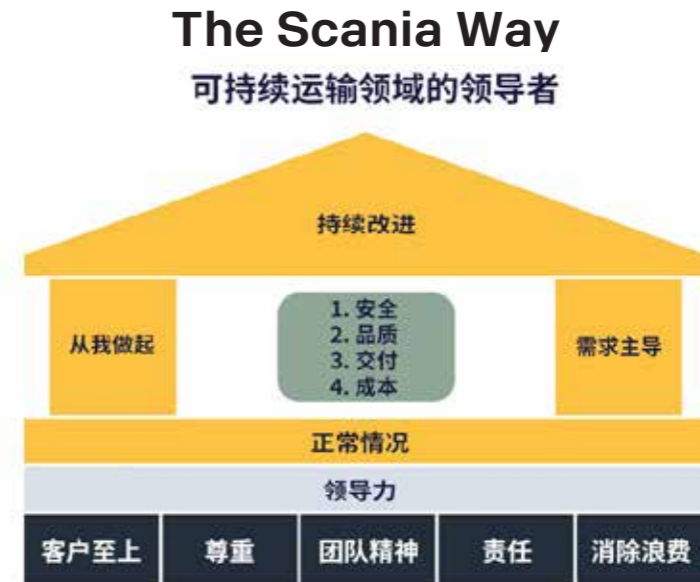 The Scania Way
可持续运输领域的领导者
持续改进
从我做起
1. 安全
2. 品质
3. 交付
4. 成本
需求主导
正常情况
领导力
客户至上
尊重
团队精神
责任
消除浪费